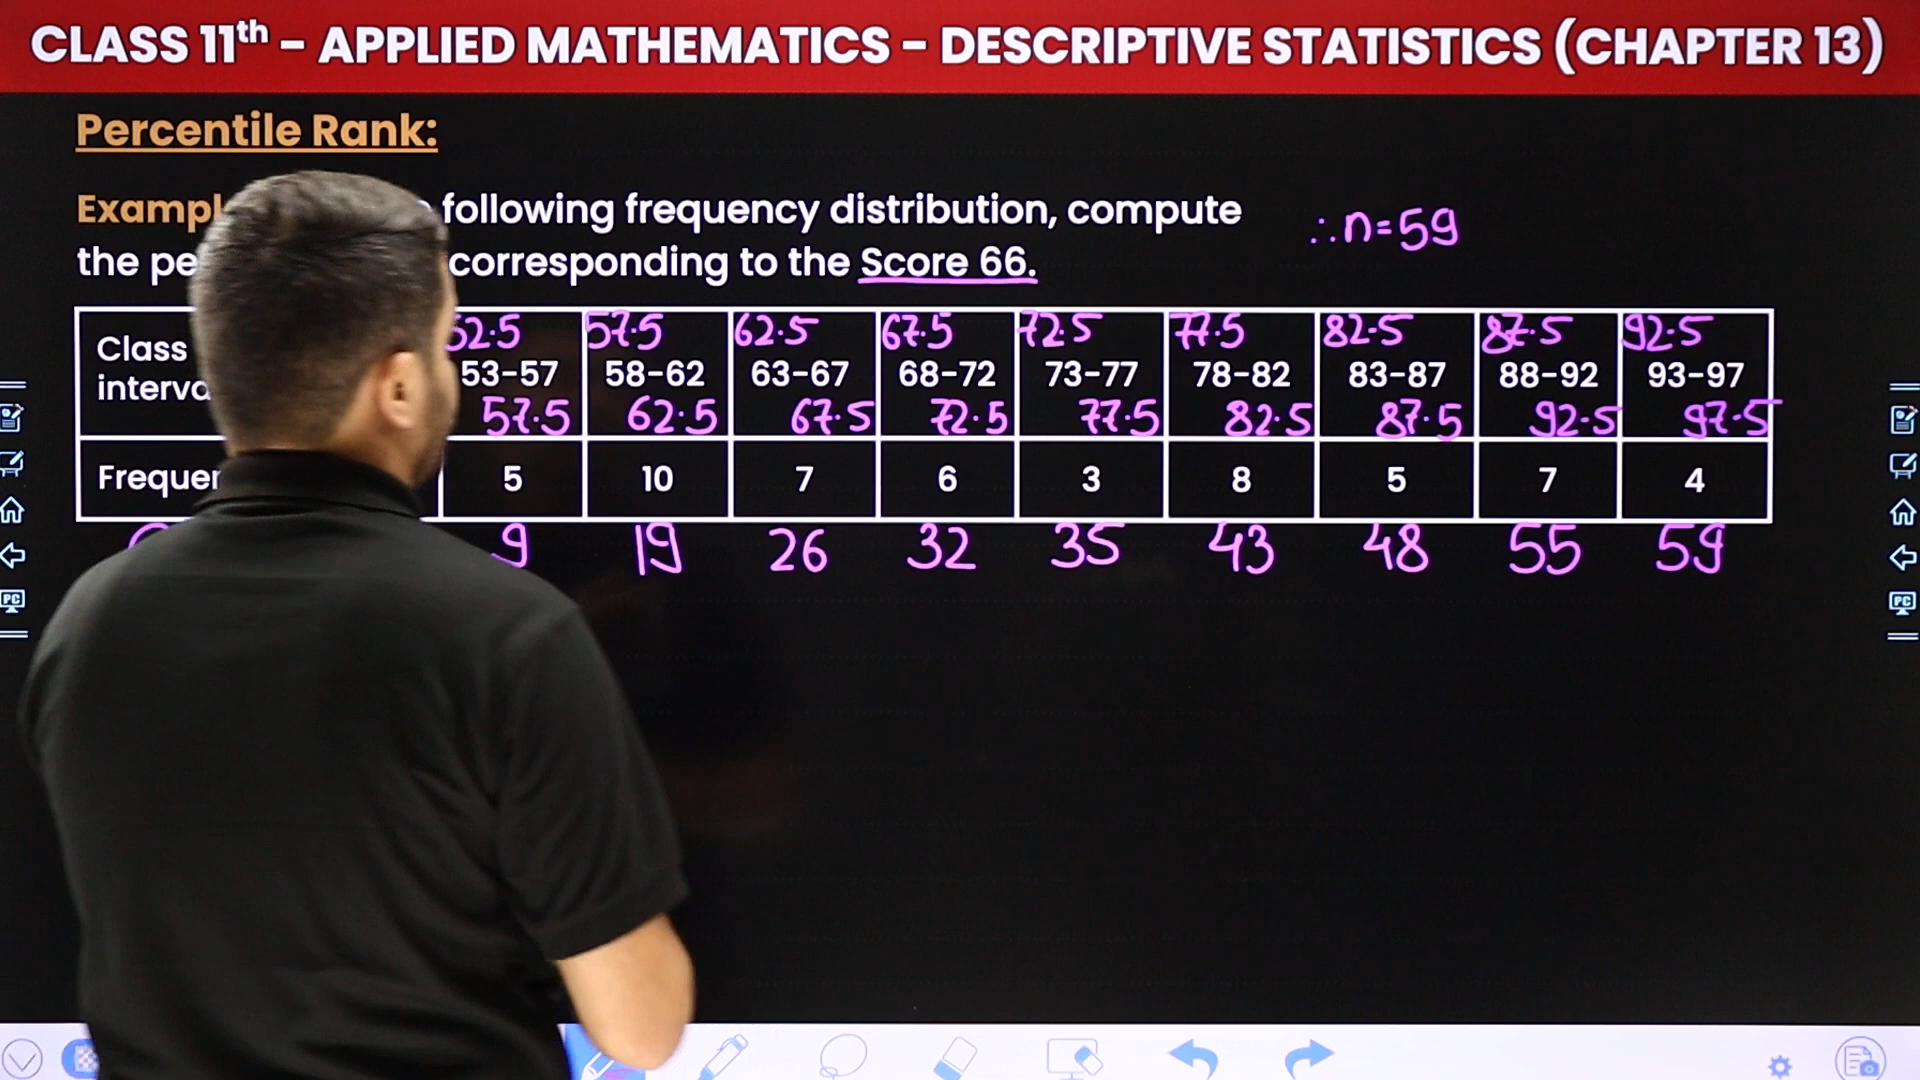 CLASS 11th - APPLIED MATHEMATICS - DESCRIPTIVE STATISTICS (CHAPTER 13)
Percentile Rank:
following frequency distribution, compute
∴ n=59
the corresponding to the Score 66.
52.5 57.5 62.5 67.5 72.5 77.5 82.5 87.5 92.5
Class 53-57 58-62 63-67 68-72 73-77 78-82 83-87 88-92 93-97
57.5 62.5 67.5 72.5 77.5 82.5 87.5 92.5 97.5
5 10 7 6 3 8 5 7 4
9 19 26 32 35 43 48 55 59
PC PC